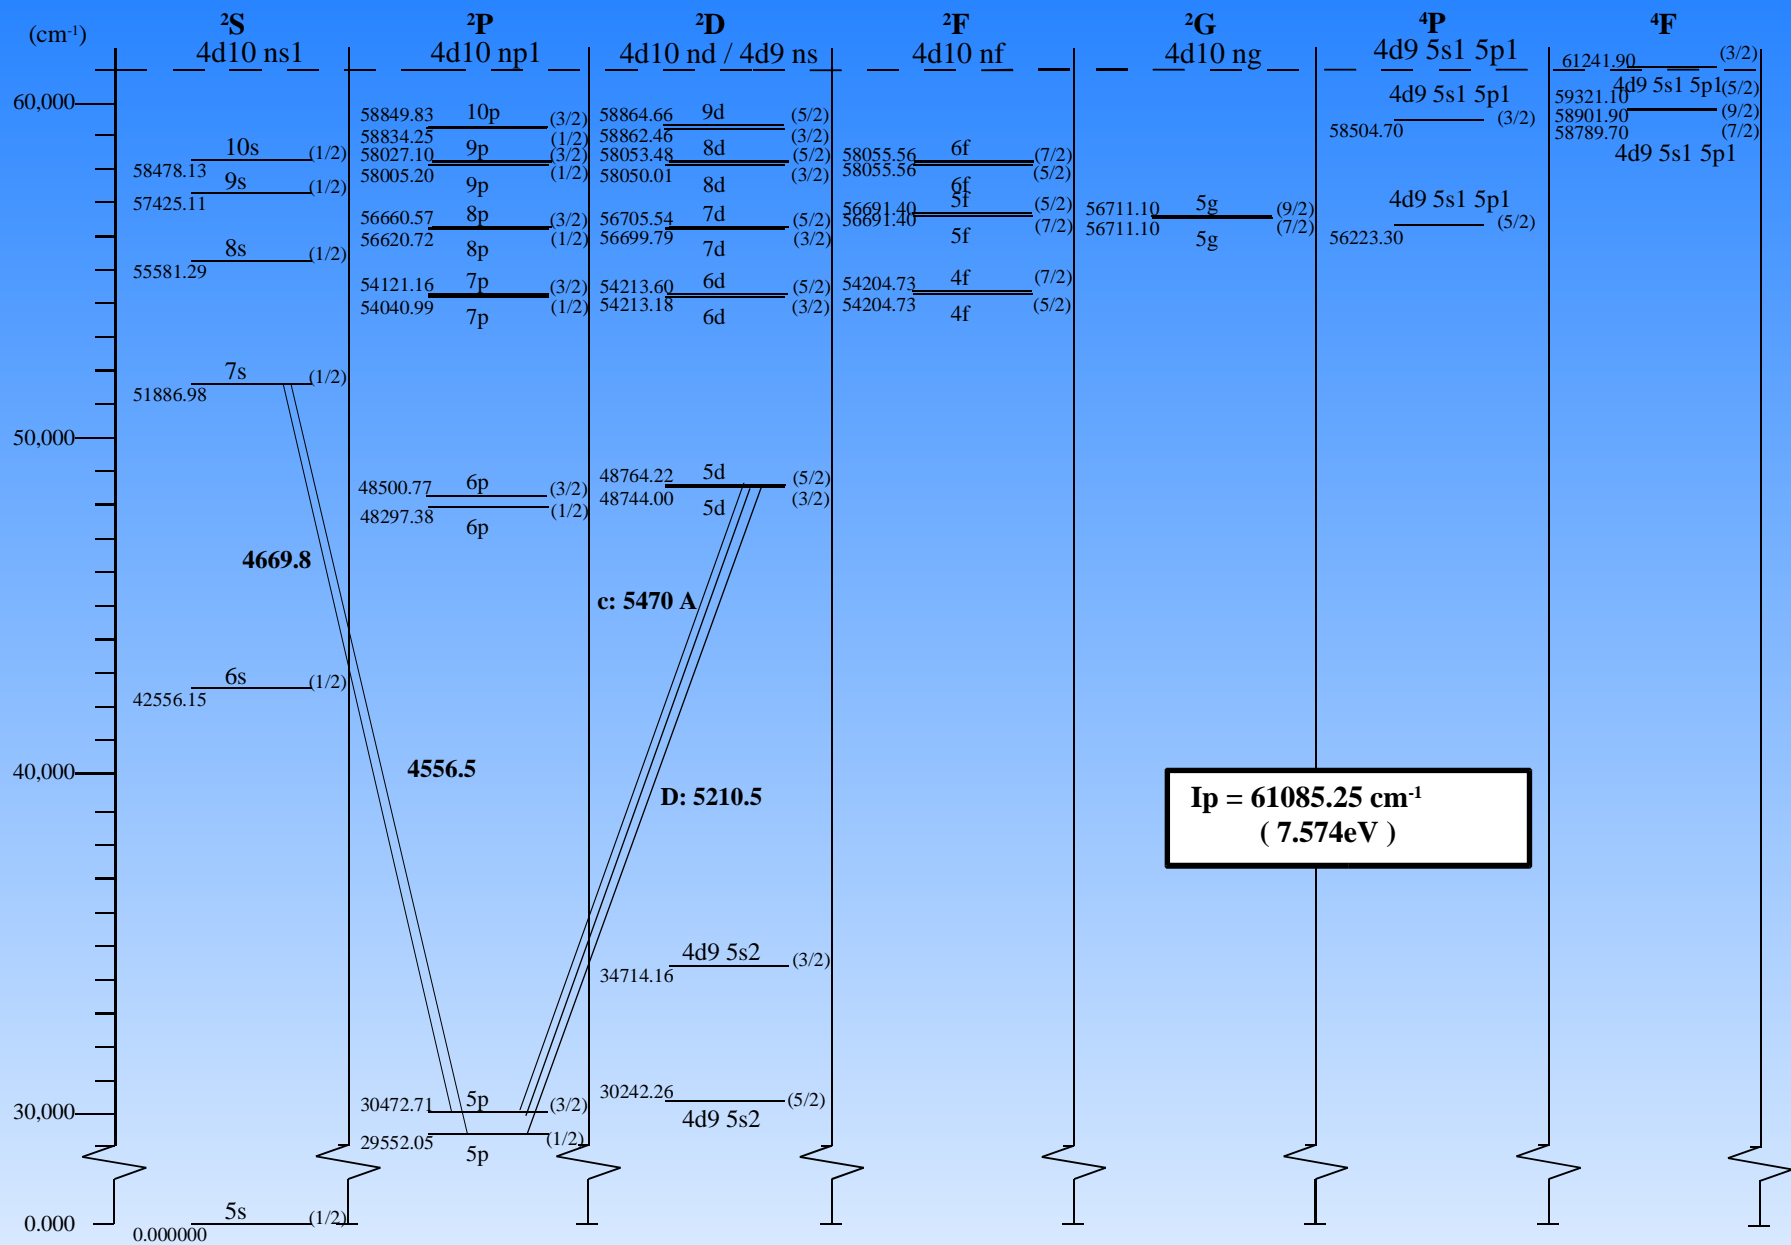 (cm-1)
2S
2P
2D
2F
2G
4P
4F
4d10 ns1
4d10 np1
4d10 nd / 4d9 ns
4d10 nf
4d10 ng
4d9 5s1 5p1
60,000
50,000
40,000
30,000
0.000
10s
(1/2)
58478.13
9s
(1/2)
57425.11
8s
(1/2)
55581.29
7s
(1/2)
51886.98
6s
(1/2)
42556.15
5s
(1/2)
0.000000
58849.83
10p
(3/2)
58834.25
(1/2)
58027.10
9p
(3/2)
58005.20
9p
(1/2)
56660.57
8p
(3/2)
56620.72
8p
(1/2)
54121.16
7p
(3/2)
54040.99
7p
(1/2)
48500.77
6p
(3/2)
48297.38
6p
(1/2)
30472.71
5p
(3/2)
29552.05
5p
(1/2)
58864.66
9d
(5/2)
58862.46
(3/2)
58053.48
8d
(5/2)
58050.01
8d
(3/2)
56705.54
7d
(5/2)
56699.79
7d
(3/2)
54213.60
6d
(5/2)
54213.18
6d
(3/2)
48764.22
5d
(5/2)
48744.00
5d
(3/2)
34714.16
4d9 5s2
(3/2)
30242.26
4d9 5s2
(5/2)
58055.56
6f
(7/2)
58055.56
6f
(5/2)
56691.40
5f
(5/2)
56691.40
5f
(7/2)
54204.73
4f
(7/2)
54204.73
4f
(5/2)
56711.10
5g
(9/2)
56711.10
5g
(7/2)
4d9 5s1 5p1
58504.70
(3/2)
4d9 5s1 5p1
56223.30
(5/2)
61241.90
(3/2)
4d9 5s1 5p1
59321.10
(5/2)
58901.90
(9/2)
58789.70
(7/2)
4d9 5s1 5p1
4669.8
4556.5
c: 5470 A
D: 5210.5
Ip = 61085.25 cm-1
( 7.574eV )